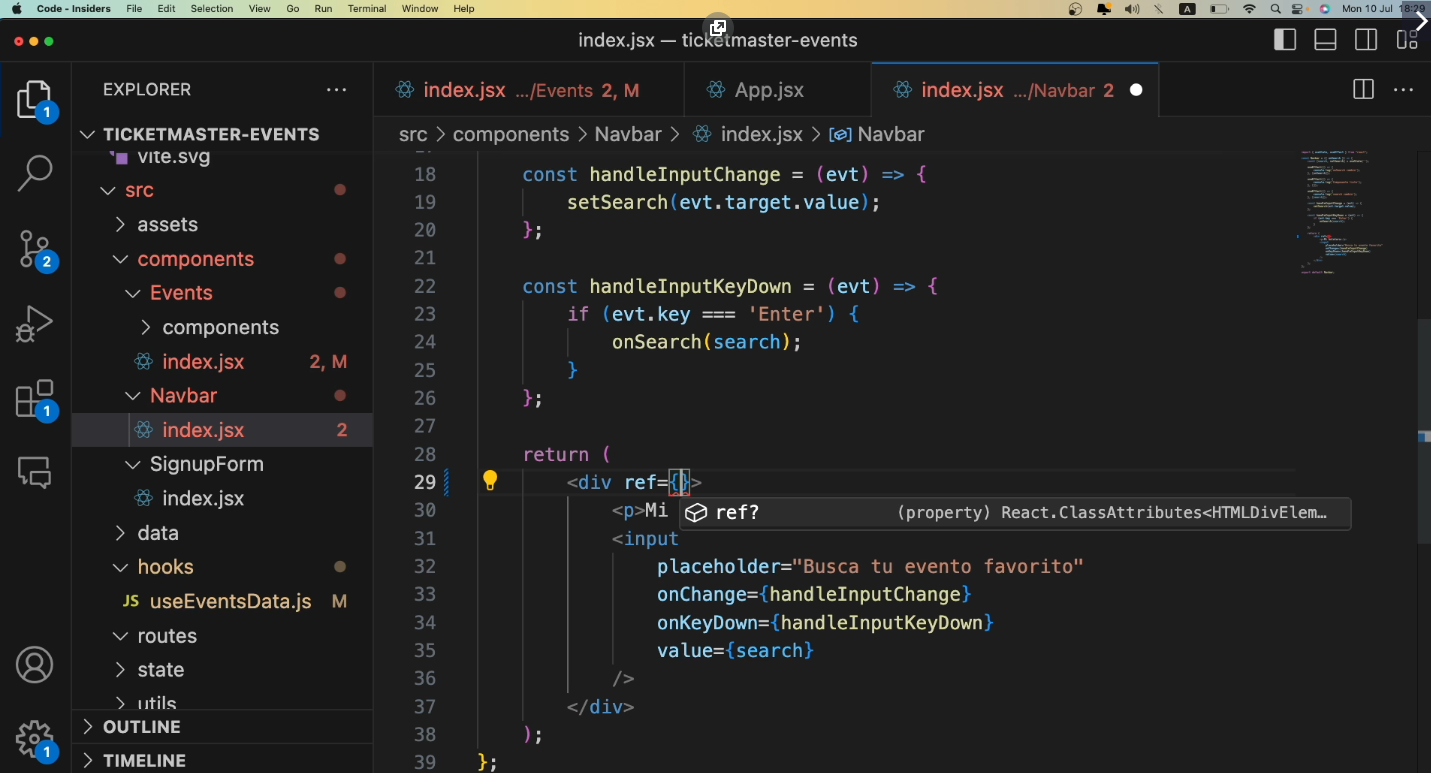 Code - Insiders File Edit Selection View Go Run Terminal Window Help A Mon 10 Jul 18:29
index.jsx — ticketmaster-events
EXPLORER
index.jsx .../Events 2, M App.jsx index.jsx .../Navbar 2
TICKETMASTER-EVENTS
src > components > Navbar > index.jsx > Navbar
vite.svg
src
assets
components
Events
components
index.jsx 2, M
Navbar
index.jsx 2
SignupForm
index.jsx
data
hooks
JS useEventsData.js M
routes
state
utils
OUTLINE
TIMELINE
1
2
1
1
18 const handleInputChange = (evt) => {
19 setSearch(evt.target.value);
20 };
21
22 const handleInputKeyDown = (evt) => {
23 if (evt.key === 'Enter') {
24 onSearch(search);
25 }
26 };
27
28 return (
29 <div ref={}>
30 <p>Mi
ref? (property) React.ClassAttributes<HTMLDivElem…
31 <input
32 placeholder="Busca tu evento favorito"
33 onChange={handleInputChange}
34 onKeyDown={handleInputKeyDown}
35 value={search}
36 />
37 </div>
38 );
39 };